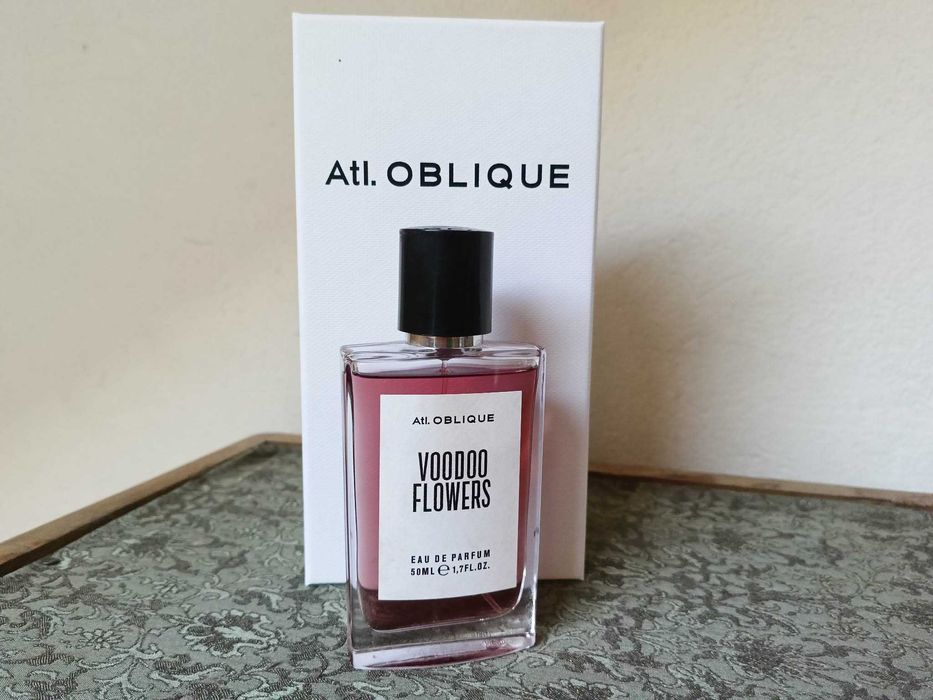 Atl. OBLIQUE
Atl. OBLIQUE
VOODOO
FLOWERS
EAU DE PARFUM
50ML ℮ 1,7FL.OZ.